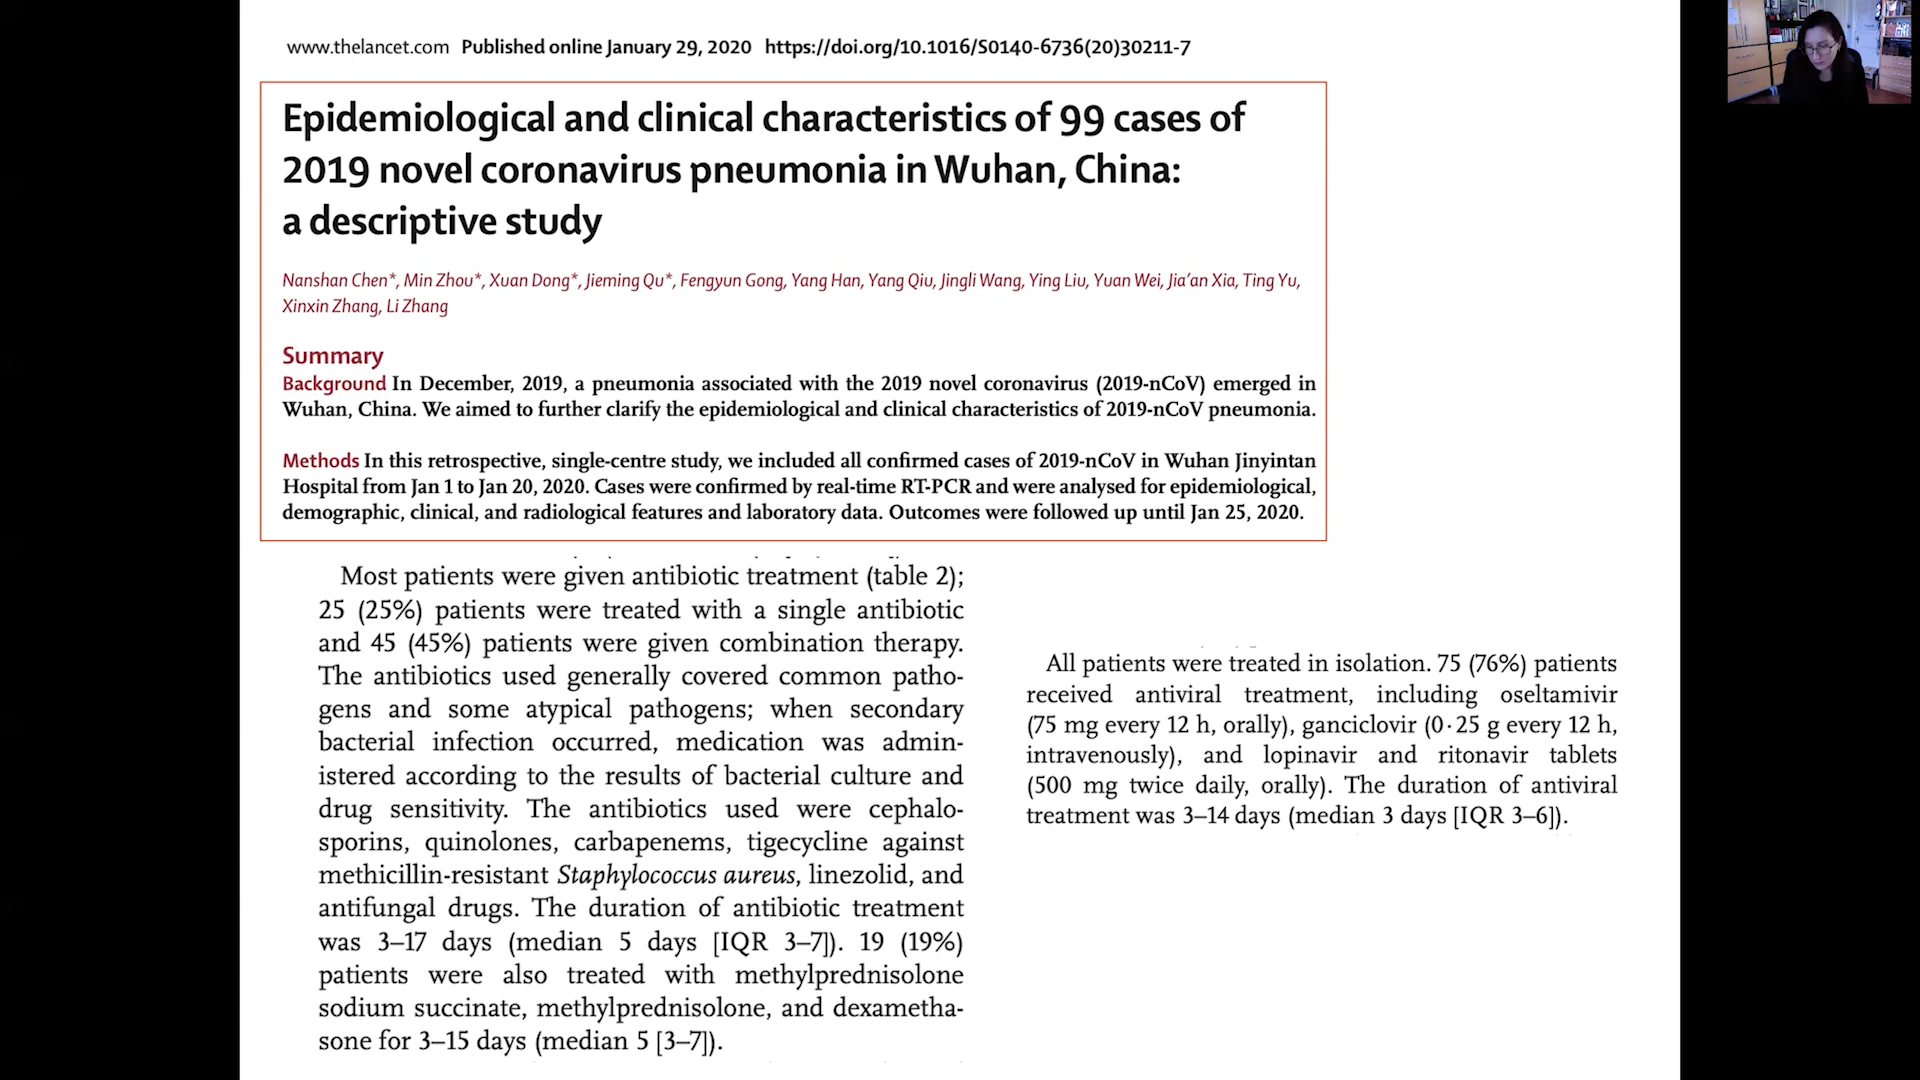 www.thelancet.com Published online January 29, 2020 https://doi.org/10.1016/S0140-6736(20)30211-7
Epidemiological and clinical characteristics of 99 cases of
2019 novel coronavirus pneumonia in Wuhan, China:
a descriptive study
Nanshan Chen*, Min Zhou*, Xuan Dong*, Jieming Qu*, Fengyun Gong, Yang Han, Yang Qiu, Jingli Wang, Ying Liu, Yuan Wei, Jia’an Xia, Ting Yu,
Xinxin Zhang, Li Zhang
Summary
Background In December, 2019, a pneumonia associated with the 2019 novel coronavirus (2019-nCoV) emerged in
Wuhan, China. We aimed to further clarify the epidemiological and clinical characteristics of 2019-nCoV pneumonia.
Methods In this retrospective, single-centre study, we included all confirmed cases of 2019-nCoV in Wuhan Jinyintan
Hospital from Jan 1 to Jan 20, 2020. Cases were confirmed by real-time RT-PCR and were analysed for epidemiological,
demographic, clinical, and radiological features and laboratory data. Outcomes were followed up until Jan 25, 2020.
Most patients were given antibiotic treatment (table 2);
25 (25%) patients were treated with a single antibiotic
and 45 (45%) patients were given combination therapy.
The antibiotics used generally covered common patho-
gens and some atypical pathogens; when secondary
bacterial infection occurred, medication was admin-
istered according to the results of bacterial culture and
drug sensitivity. The antibiotics used were cephalo-
sporins, quinolones, carbapenems, tigecycline against
methicillin-resistant Staphylococcus aureus, linezolid, and
antifungal drugs. The duration of antibiotic treatment
was 3–17 days (median 5 days [IQR 3–7]). 19 (19%)
patients were also treated with methylprednisolone
sodium succinate, methylprednisolone, and dexametha-
sone for 3–15 days (median 5 [3–7]).
All patients were treated in isolation. 75 (76%) patients
received antiviral treatment, including oseltamivir
(75 mg every 12 h, orally), ganciclovir (0·25 g every 12 h,
intravenously), and lopinavir and ritonavir tablets
(500 mg twice daily, orally). The duration of antiviral
treatment was 3–14 days (median 3 days [IQR 3–6]).